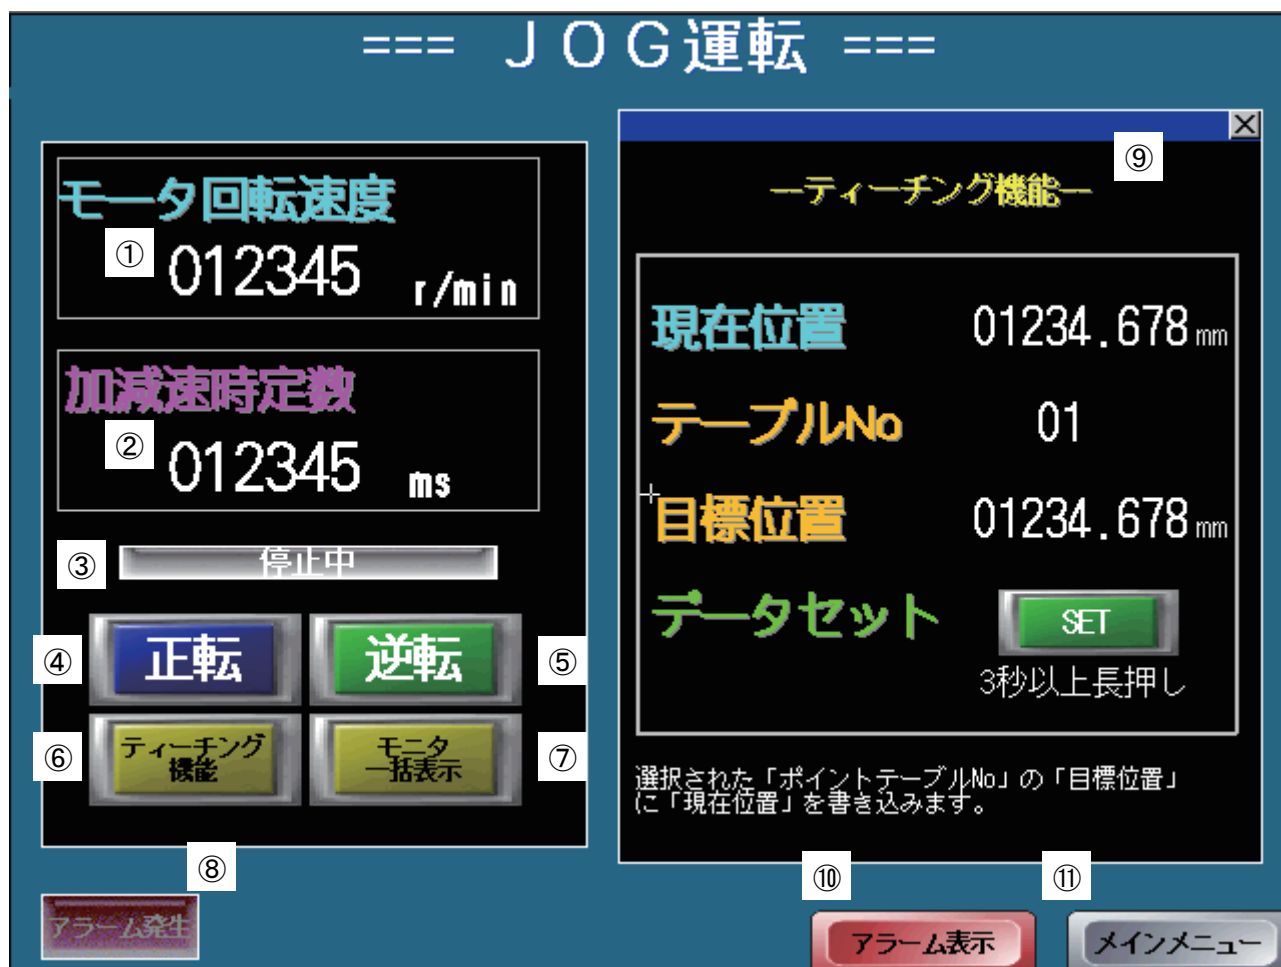 === ＪＯＧ運転 ===
モータ回転速度
① 012345 r/min
加減速時定数
② 012345 ms
③ 停止中
④ 正転 逆転 ⑤
⑥ ティーチング
機能
モニタ
一括表示 ⑦
⑧
アラーム発生
⑨
ーティーチング機能ー
現在位置 01234.678 mm
テーブルNo 01
目標位置 01234.678 mm
データセット SET
3秒以上長押し
選択された「ポイントテーブルNo」の「目標位置」
に「現在位置」を書き込みます。
⑩ ⑪
アラーム表示 メインメニュー